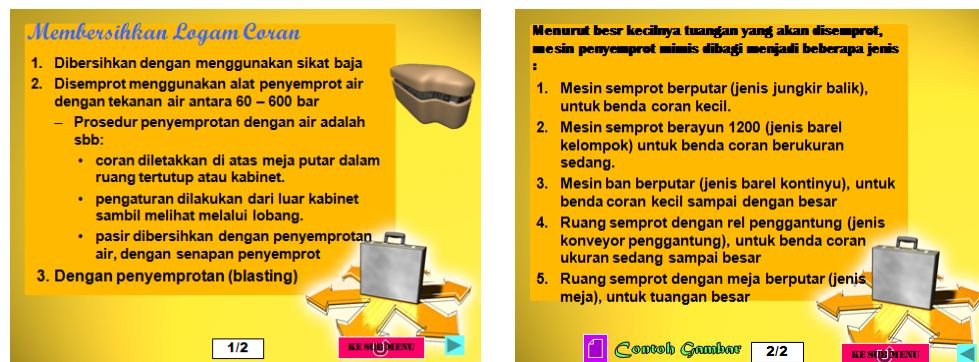 Membersihkan Logam Coran
1. Dibersihkan dengan menggunakan sikat baja
2. Disemprot menggunakan alat penyemprot air
dengan tekanan air antara 60 – 600 bar
– Prosedur penyemprotan dengan air adalah
sbb:
• coran diletakkan di atas meja putar dalam
ruang tertutup atau kabinet.
• pengaturan dilakukan dari luar kabinet
sambil melihat melalui lobang.
• pasir dibersihkan dengan penyemprotan
air, dengan senapan penyemprot
3. Dengan penyemprotan (blasting)
1/2
KE SUB MENU
Menurut besr kecilnya tuangan yang akan disemprot,
mesin penyemprot mimis dibagi menjadi beberapa jenis
:
1. Mesin semprot berputar (jenis jungkir balik),
untuk benda coran kecil.
2. Mesin semprot berayun 1200 (jenis barel
kelompok) untuk benda coran berukuran
sedang.
3. Mesin ban berputar (jenis barel kontinyu), untuk
benda coran kecil sampai dengan besar
4. Ruang semprot dengan rel penggantung (jenis
konveyor penggantung), untuk benda coran
ukuran sedang sampai besar
5. Ruang semprot dengan meja berputar (jenis
meja), untuk tuangan besar
Contoh Gambar
2/2
KE SUB MENU